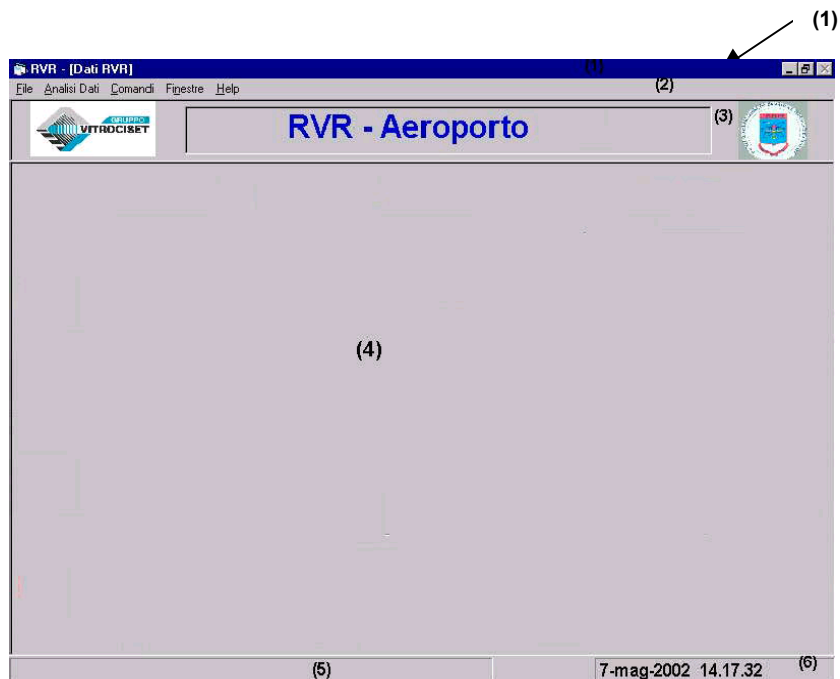 (1)
RVR - [Dati RVR] (1)
File Analisi Dati Comandi Finestre Help (2)
GRUPPO
VITROCISET
RVR - Aeroporto
(3)
(4)
(5)
7-mag-2002 14.17.32 (6)